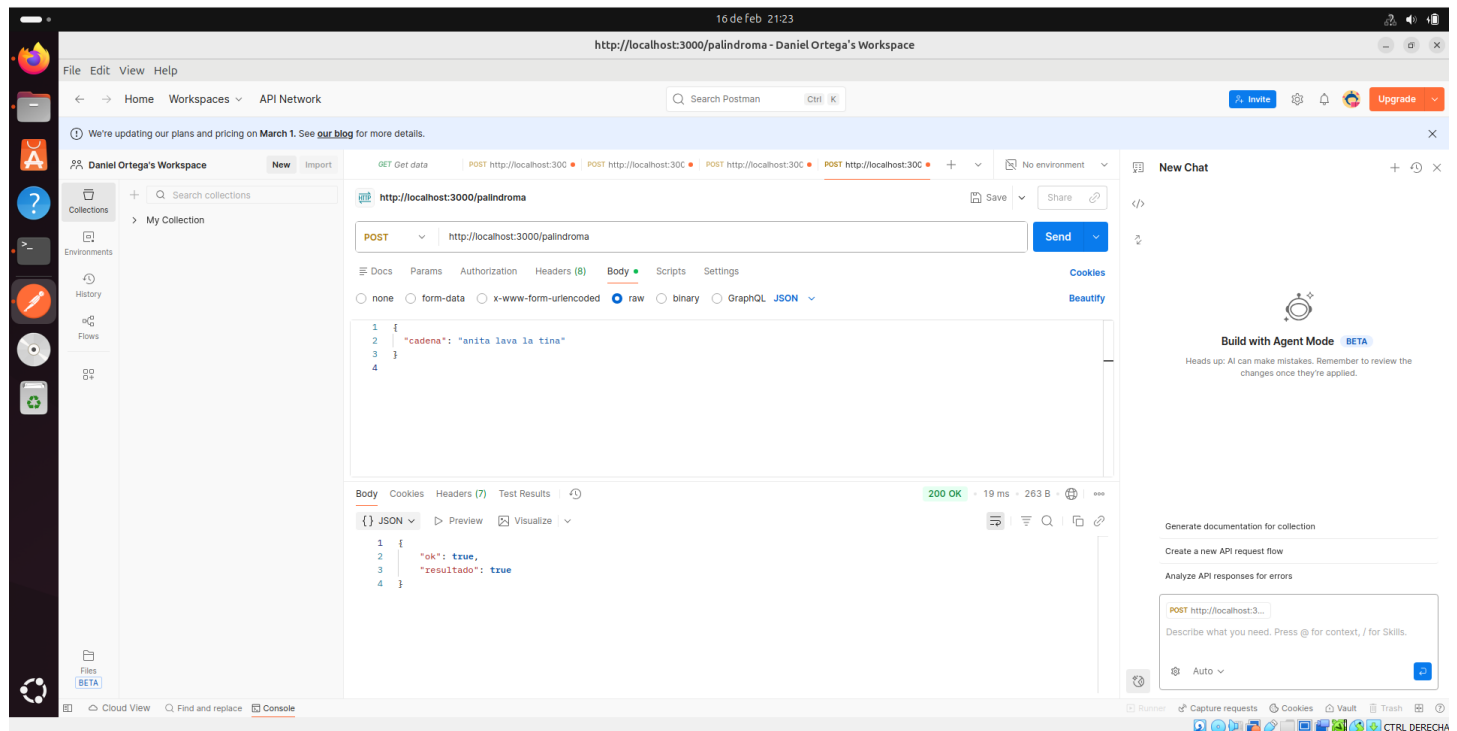 16 de feb 21:23
http://localhost:3000/palindroma - Daniel Ortega's Workspace
File Edit View Help
Home Workspaces API Network
Search Postman Ctrl K
Invite
Upgrade
We're updating our plans and pricing on March 1. See our blog for more details.
Daniel Ortega's Workspace New Import
GET Get data POST http://localhost:300 POST http://localhost:300 POST http://localhost:300 POST http://localhost:300 No environment
New Chat
Collections
Search collections
My Collection
Environments
History
Flows
Files
BETA
HTTP http://localhost:3000/palindroma
Save Share
POST http://localhost:3000/palindroma Send
Docs Params Authorization Headers (8) Body Scripts Settings Cookies
none form-data x-www-form-urlencoded raw binary GraphQL JSON Beautify
1 {
2 "cadena": "anita lava la tina"
3 }
4
Body Cookies Headers (7) Test Results 200 OK 19 ms 263 B
{} JSON Preview Visualize
1 {
2 "ok": true,
3 "resultado": true
4 }
Build with Agent Mode BETA
Heads up: AI can make mistakes. Remember to review the
changes once they're applied.
Generate documentation for collection
Create a new API request flow
Analyze API responses for errors
POST http://localhost:3...
Describe what you need. Press @ for context, / for Skills.
Auto
Cloud View Find and replace Console
Runner Capture requests Cookies Vault Trash
CTRL DERECHA